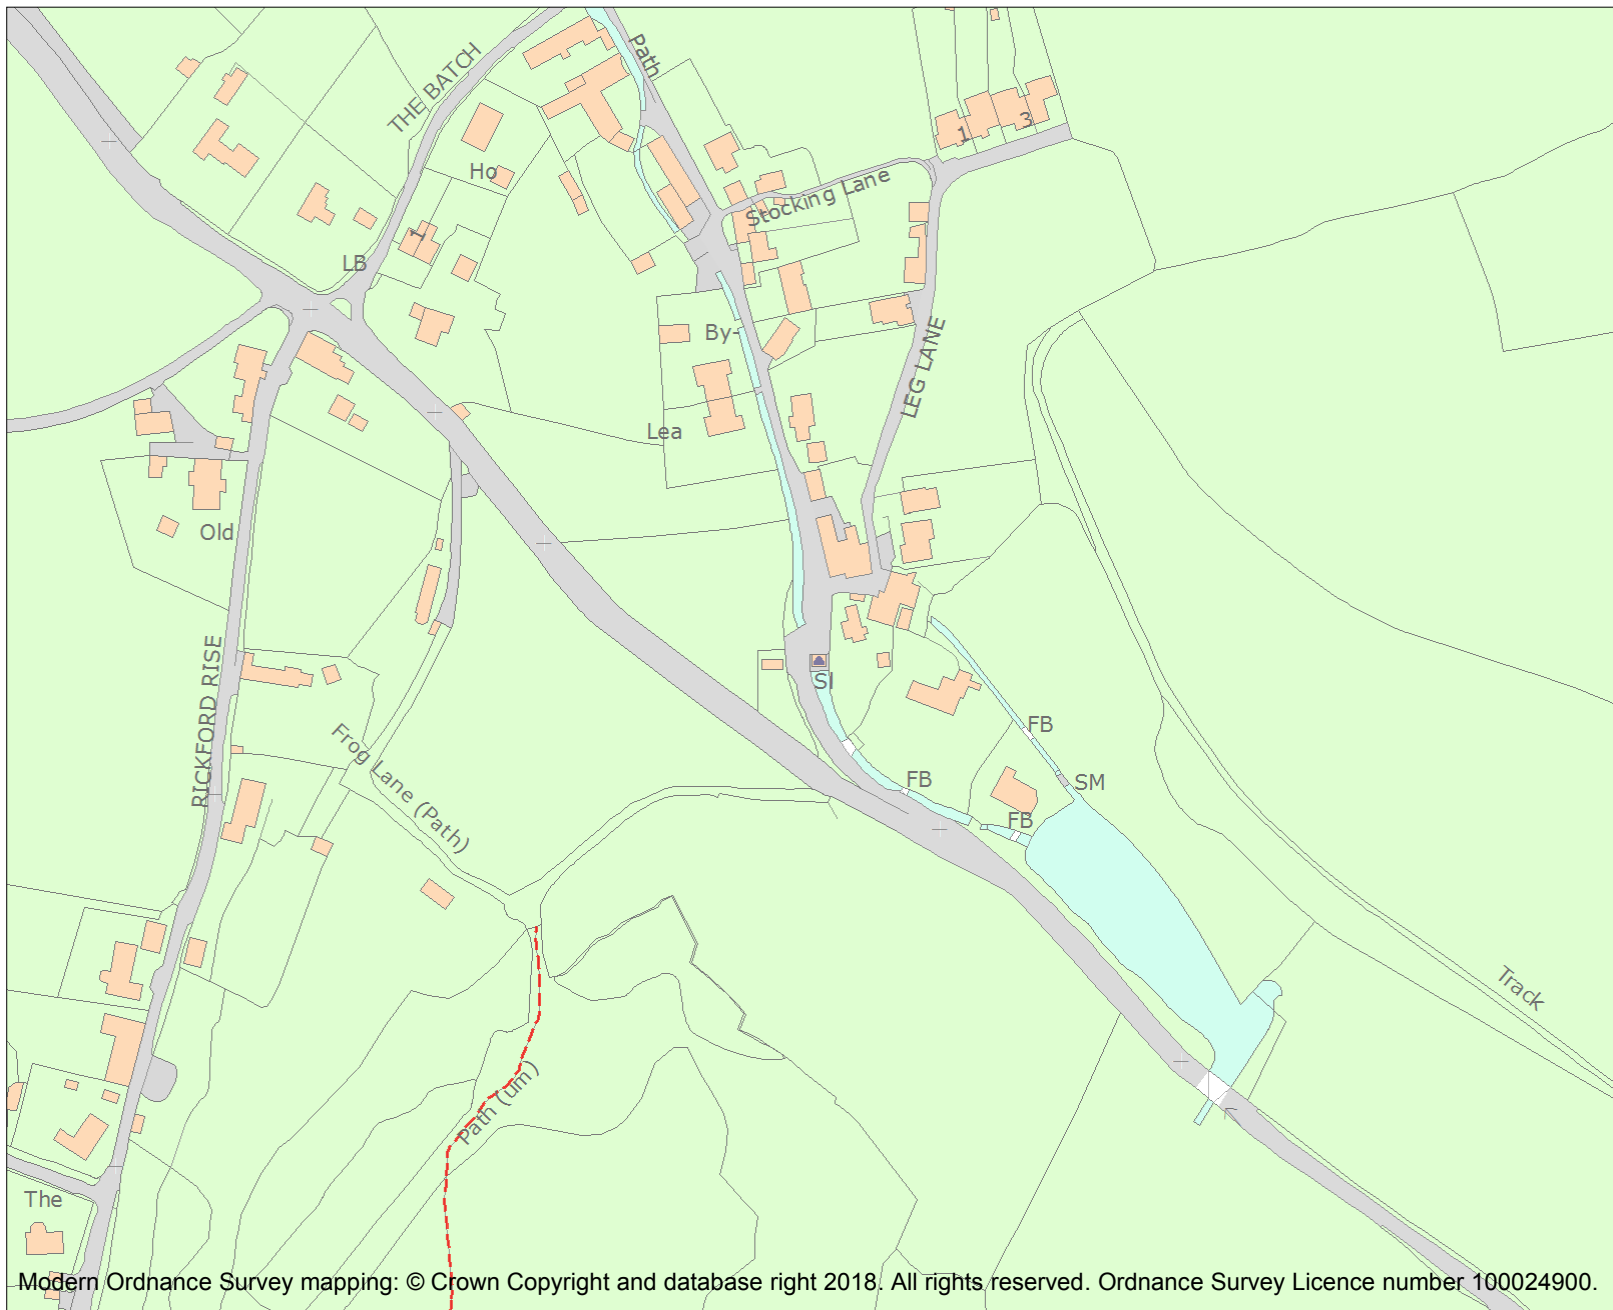 Path
THE BATCH
1
3
Ho
Stocking Lane
1
LB
By-
LEG LANE
Lea
Old
RICKFORD RISE
Sl
FB
Frog Lane (Path)
FB
SM
FB
Track
Path (um)
The
Modern Ordnance Survey mapping: © Crown Copyright and database right 2018. All rights reserved. Ordnance Survey Licence number 100024900.